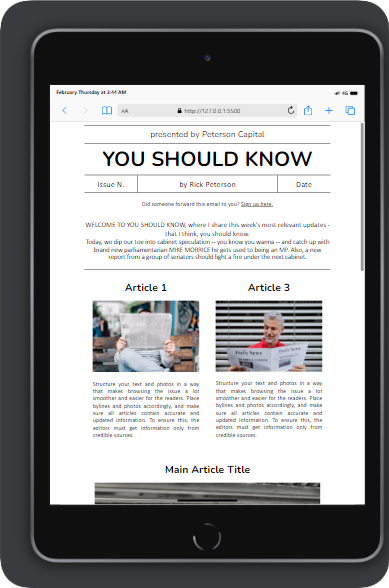 February Thursday at 3:44 AM
4G
AA
http://127.0.0.1:5500
presented by Peterson Capital
YOU SHOULD KNOW
Issue N.
by Rick Peterson
Date
Did someone forward this email to you? Sign up here.
WELCOME TO YOU SHOULD KNOW, where I share this week's most relevant updates -
that I think, you should know.
Today, we dip our toe into cabinet speculation -- you know you wanna -- and catch up with
brand new parliamentarian MIKE MORRICE he gets used to being an MP. Also, a new
report from a group of senators should light a fire under the next cabinet.
Article 1
Article 3
Daily News
Structure your text and photos in a way
that makes browsing the issue a lot
smoother and easier for the readers. Place
bylines and photos accordingly, and make
sure all articles contain accurate and
updated information. To ensure this, the
editors must get information only from
credible sources.
Structure your text and photos in a way
that makes browsing the issue a lot
smoother and easier for the readers. Place
bylines and photos accordingly, and make
sure all articles contain accurate and
updated information. To ensure this, the
editors must get information only from
credible sources.
Main Article Title